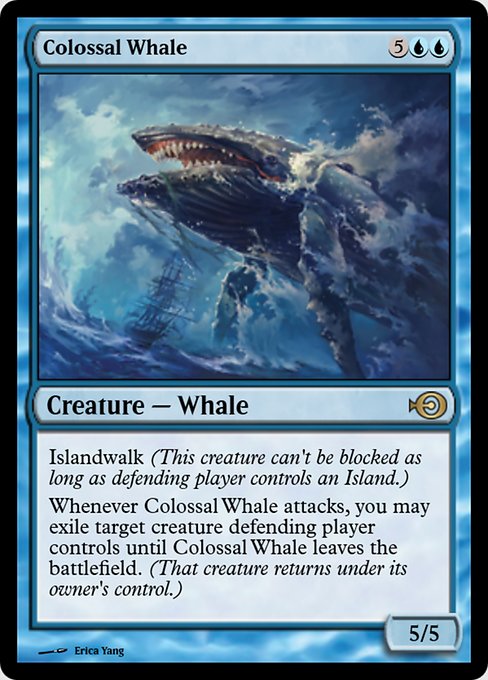 Colossal Whale 5
Creature — Whale
Islandwalk (This creature can't be blocked as
long as defending player controls an Island.)
Whenever Colossal Whale attacks, you may
exile target creature defending player
controls until Colossal Whale leaves the
battlefield. (That creature returns under its
owner's control.)
5/5
Erica Yang